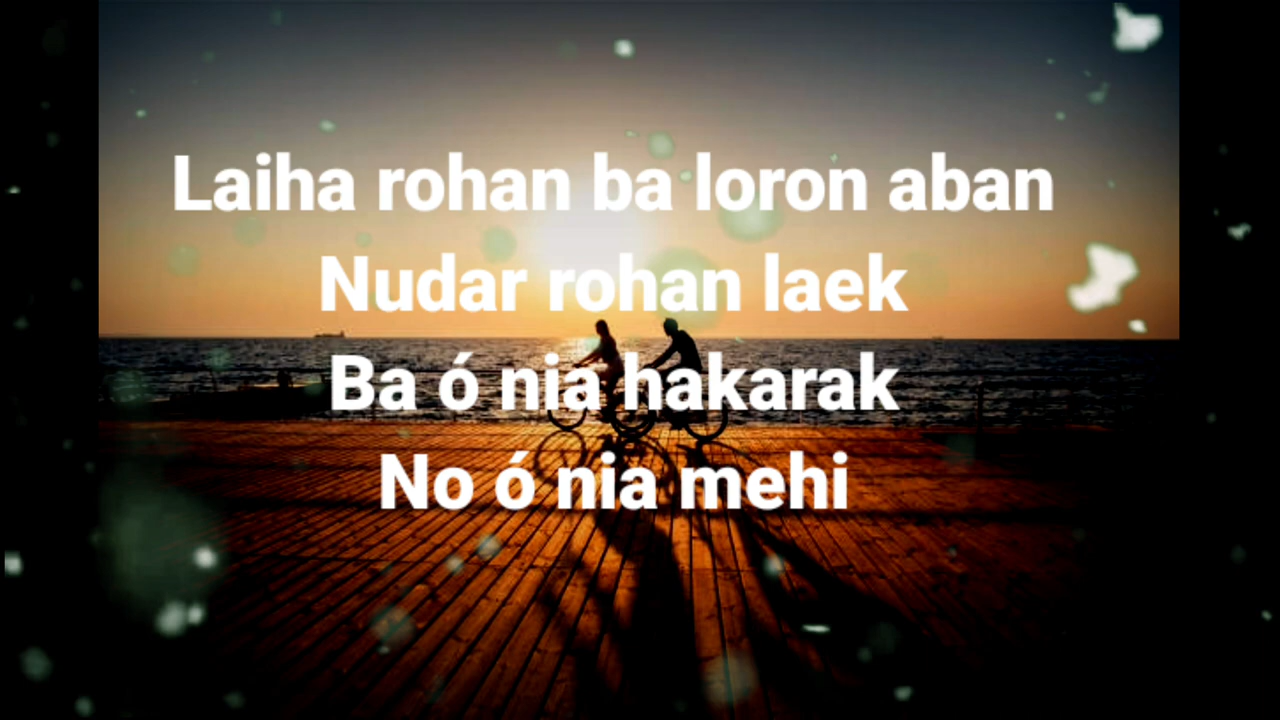 Laiha rohan ba loron aban
Nudar rohan laek
Ba ó nia hakarak
No ó nia mehi